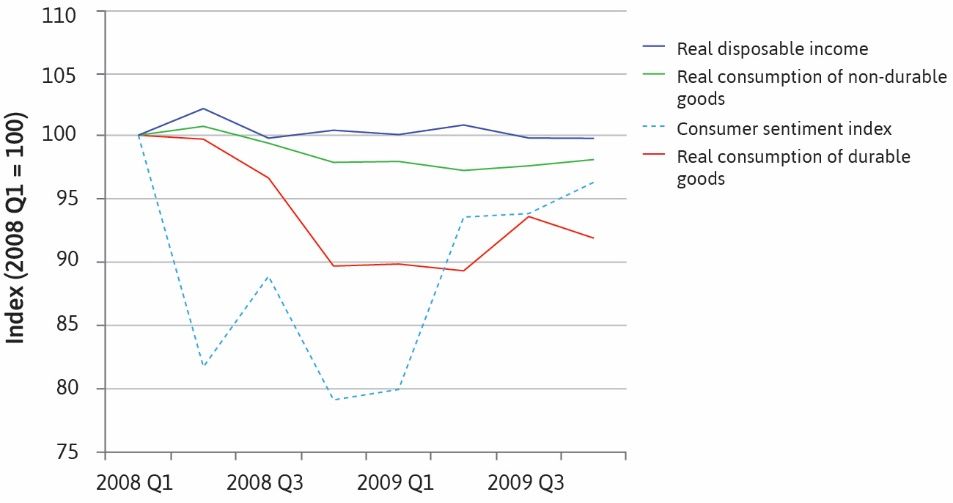 110
105
100
95
90
85
80
75
Index (2008 Q1 = 100)
2008 Q1
2008 Q3
2009 Q1
2009 Q3
Real disposable income
Real consumption of non-durable
goods
Consumer sentiment index
Real consumption of durable
goods